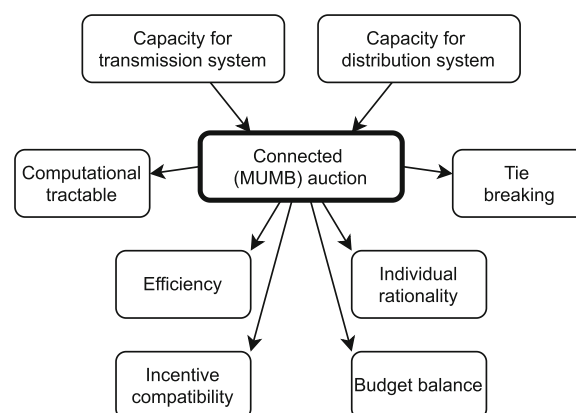 Capacity for
transmission system
Capacity for
distribution system
Connected
(MUMB) auction
Computational
tractable
Tie
breaking
Efficiency
Individual
rationality
Incentive
compatibility
Budget balance